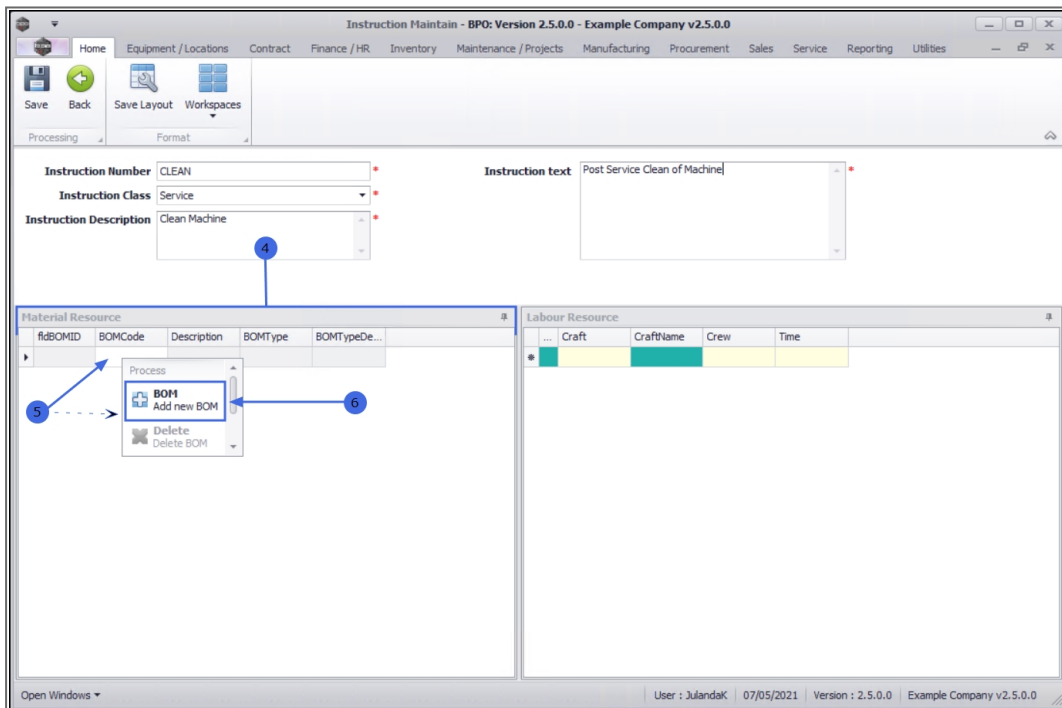 Instruction Maintain - BPO: Version 2.5.0.0 - Example Company v2.5.0.0
Home Equipment / Locations Contract Finance / HR Inventory Maintenance / Projects Manufacturing Procurement Sales Service Reporting Utilities
Save Back Save Layout Workspaces
Processing Format
Instruction Number CLEAN * Instruction text Post Service Clean of Machine *
Instruction Class Service *
Instruction Description Clean Machine *
4
Material Resource Labour Resource
fldBOMID BOMCode Description BOMType BOMTypeDe... ... Craft CraftName Crew Time
Process
BOM
Add new BOM
5 6
Delete
Delete BOM
Open Windows User : JulandaK 07/05/2021 Version : 2.5.0.0 Example Company v2.5.0.0